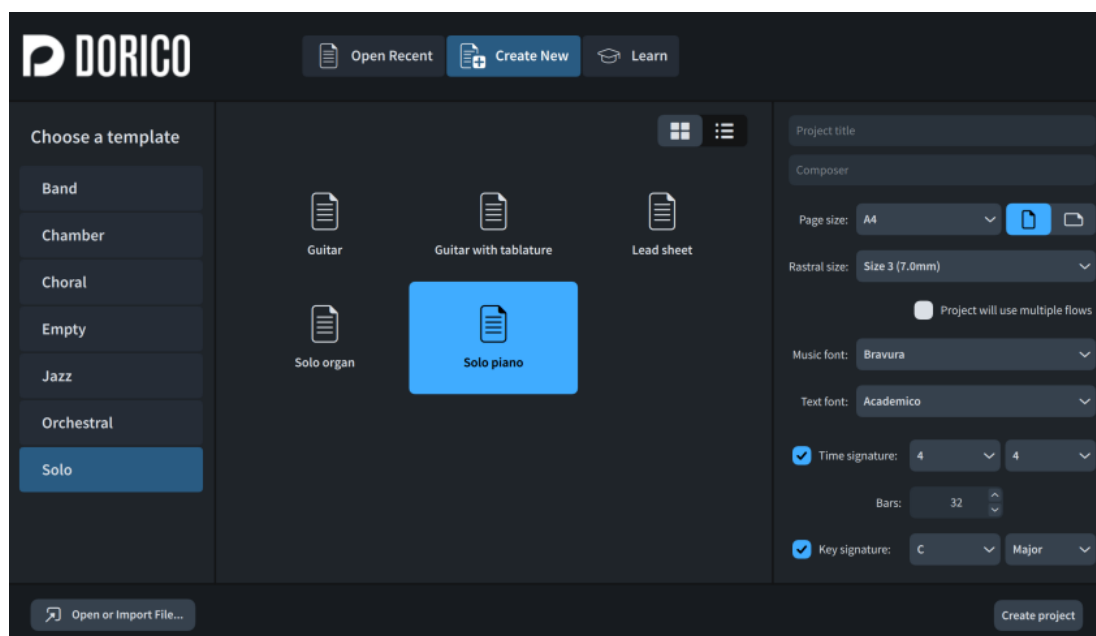 DORICO
Open Recent
Create New
Learn
Choose a template
Band
Chamber
Choral
Empty
Jazz
Orchestral
Solo
Guitar
Guitar with tablature
Lead sheet
Solo organ
Solo piano
Project title
Composer
Page size: A4
Rastral size: Size 3 (7.0mm)
Project will use multiple flows
Music font: Bravura
Text font: Academico
Time signature: 4 4
Bars: 32
Key signature: C Major
Open or Import File...
Create project